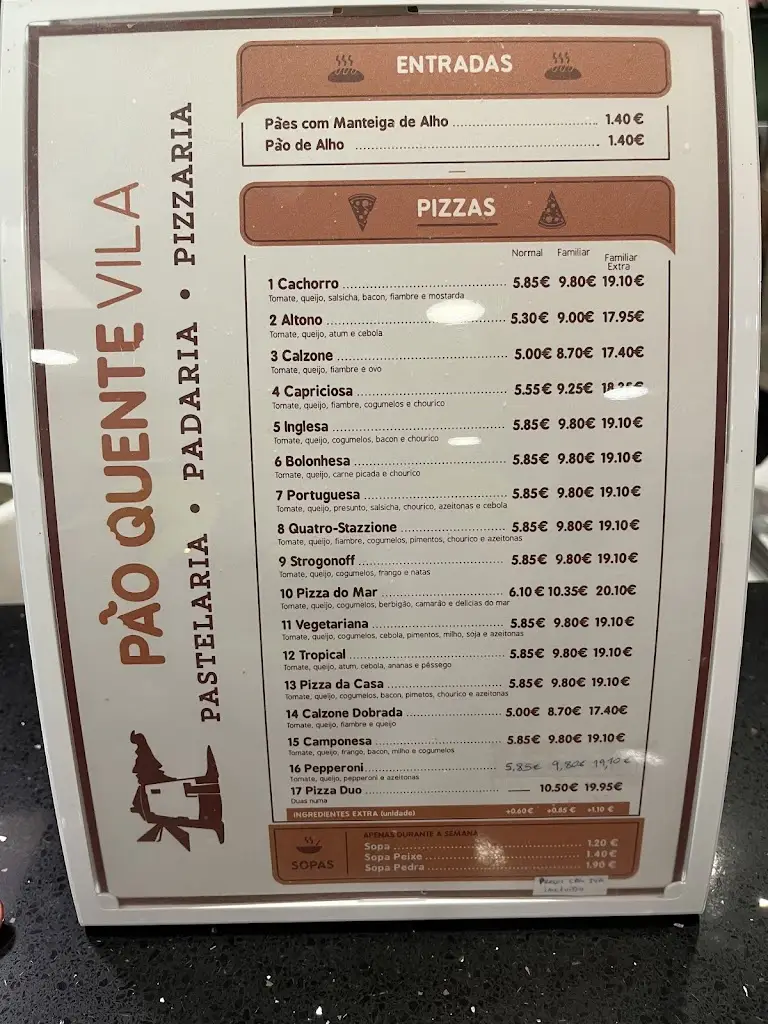 PÃO QUENTE VILA
PASTELARIA • PADARIA • PIZZARIA
ENTRADAS
Pães com Manteiga de Alho 1.40 €
Pão de Alho 1.40€
PIZZAS
Normal Familiar Familiar Extra
1 Cachorro 5.85€ 9.80€ 19.10€
Tomate, queijo, salsicha, bacon, fiambre e mostarda
2 Altono 5.30€ 9.00€ 17.95€
Tomate, queijo, atum e cebola
3 Calzone 5.00€ 8.70€ 17.40€
Tomate, queijo, fiambre e ovo
4 Capriciosa 5.55€ 9.25€
Tomate, queijo, fiambre, cogumelos e chourico
5 Inglesa 5.85€ 9.80€ 19.10€
Tomate, queijo, cogumelos, bacon e chourico
6 Bolonhesa 5.85€ 9.80€ 19.10€
Tomate, queijo, carne picada e chourico
7 Portuguesa 5.85€ 9.80€ 19.10€
Tomate, queijo, presunto, salsicha, chourico, azeitonas e cebola
8 Quatro-Stazzione 5.85€ 9.80€ 19.10€
Tomate, queijo, fiambre, cogumelos, pimentos, chourico e azeitonas
9 Strogonoff 5.85€ 9.80€ 19.10€
Tomate, queijo, cogumelos, frango e natas
10 Pizza do Mar 6.10 € 10.35€ 20.10€
Tomate, queijo, cogumelos, berbigão, camarão e delicias do mar
11 Vegetariana 5.85€ 9.80€ 19.10€
Tomate, queijo, cogumelos, cebola, pimentos, milho, soja e azeitonas
12 Tropical 5.85€ 9.80€ 19.10€
Tomate, queijo, atum, cebola, ananas e pêssego
13 Pizza da Casa 5.85€ 9.80€ 19.10€
Tomate, queijo, cogumelos, bacon, pimetos, chourico e azeitonas
14 Calzone Dobrada 5.00€ 8.70€ 17.40€
Tomate, queijo, fiambre e queijo
15 Camponesa 5.85€ 9.80€ 19.10€
Tomate, queijo, frango, bacon, milho e cogumelos
16 Pepperoni 5,85€ 9,80€ 19,10€
Tomate, queijo, pepperoni e azeitonas
17 Pizza Duo 10.50€ 19.95€
Duas numa
INGREDIENTES EXTRA (unidade) +0.60€ +0.85 € +1.10 €
SOPAS
APENAS DURANTE A SEMANA
Sopa 1.20 €
Sopa Peixe 1.40 €
Sopa Pedra 1.90 €